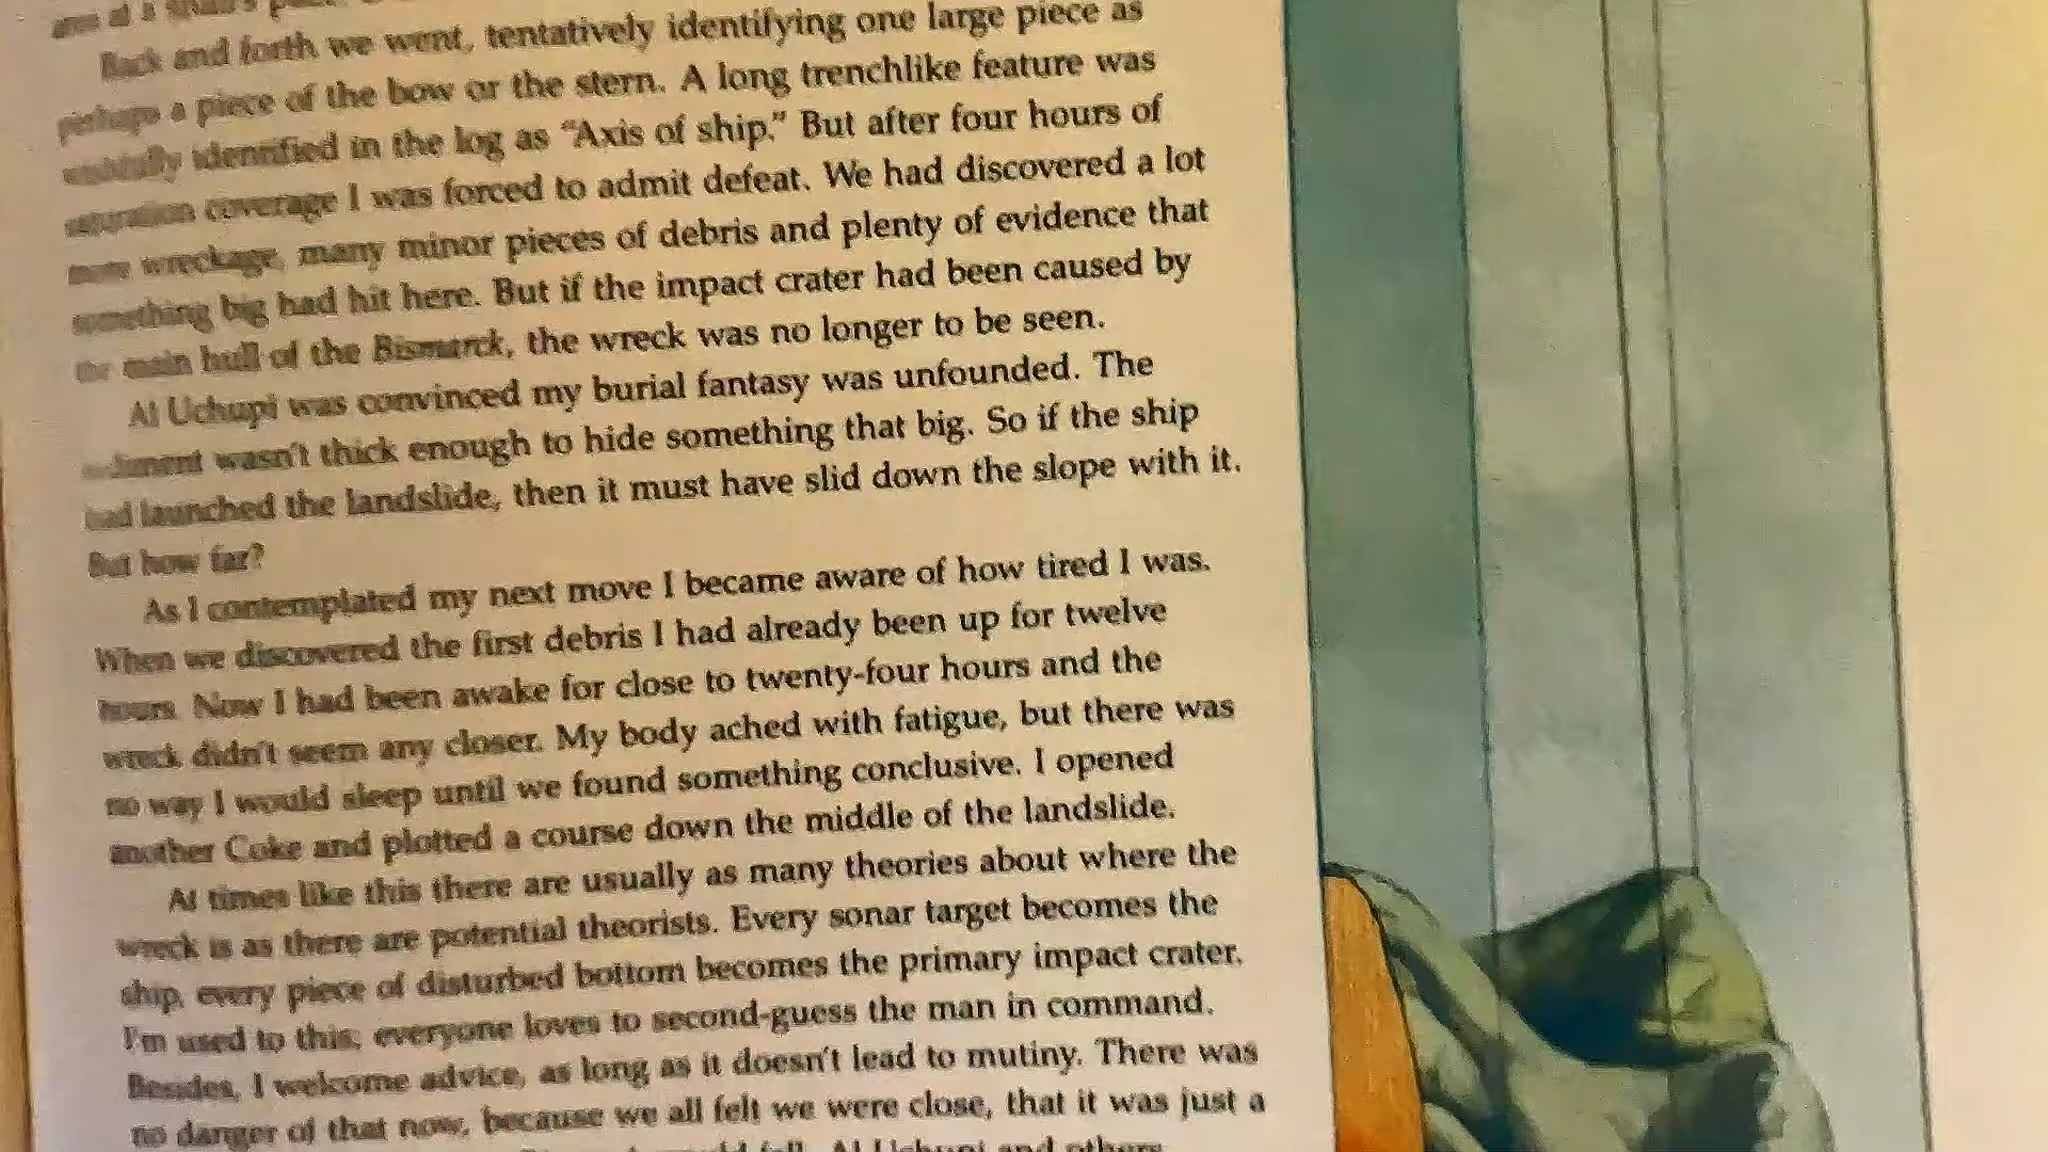 Back and forth we went, tentatively identifying one large piece as
perhaps a piece of the bow or the stern. A long trenchlike feature was
wishfully identified in the log as “Axis of ship.” But after four hours of
saturation coverage I was forced to admit defeat. We had discovered a lot
more wreckage, many minor pieces of debris and plenty of evidence that
something big had hit here. But if the impact crater had been caused by
the main hull of the Bismarck, the wreck was no longer to be seen.
Al Uchupi was convinced my burial fantasy was unfounded. The
sediment wasn't thick enough to hide something that big. So if the ship
had launched the landslide, then it must have slid down the slope with it.
But how far?
As I contemplated my next move I became aware of how tired I was.
When we discovered the first debris I had already been up for twelve
hours. Now I had been awake for close to twenty-four hours and the
wreck didn't seem any closer. My body ached with fatigue, but there was
no way I would sleep until we found something conclusive. I opened
another Coke and plotted a course down the middle of the landslide.
At times like this there are usually as many theories about where the
wreck is as there are potential theorists. Every sonar target becomes the
ship, every piece of disturbed bottom becomes the primary impact crater.
I'm used to this; everyone loves to second-guess the man in command.
Besides, I welcome advice, as long as it doesn't lead to mutiny. There was
no danger of that now, because we all felt we were close, that it was just a
Al Uchupi and others